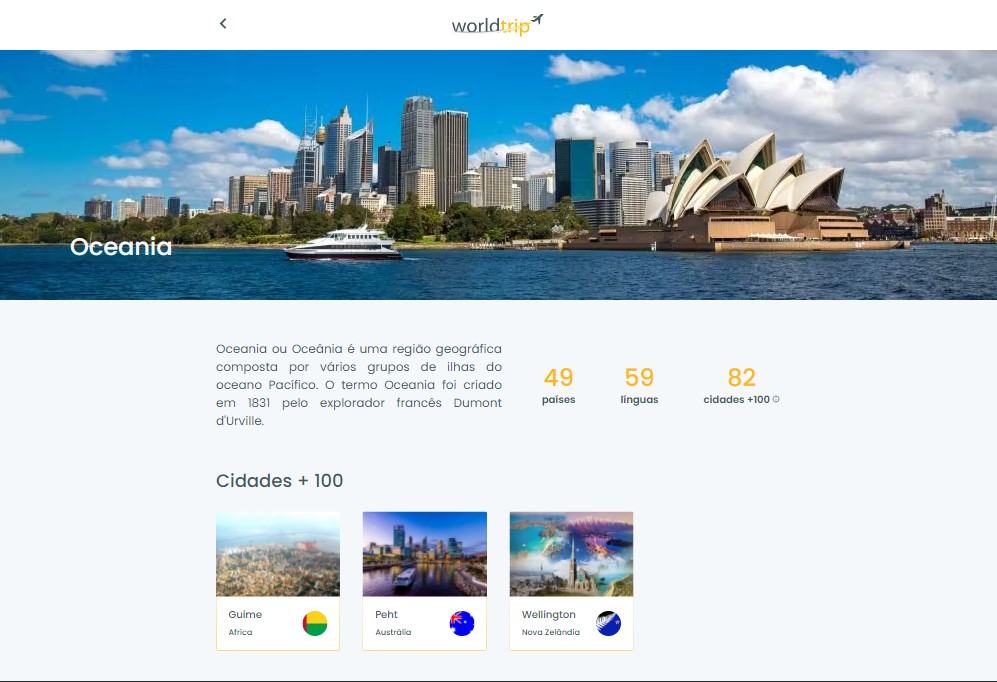 worldtrip
Oceania
Oceania ou Oceânia é uma região geográfica
composta por vários grupos de ilhas do
oceano Pacífico. O termo Oceania foi criado
em 1831 pelo explorador francês Dumont
d'Urville.
49
países
59
línguas
82
cidades +100
Cidades + 100
Guime
Africa
Peht
Austrália
Wellington
Nova Zelândia